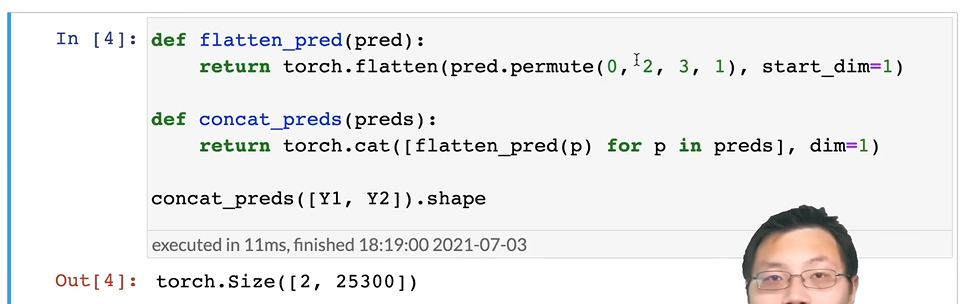 In [4]: def flatten_pred(pred):
return torch.flatten(pred.permute(0, 2, 3, 1), start_dim=1)
def concat_preds(preds):
return torch.cat([flatten_pred(p) for p in preds], dim=1)
concat_preds([Y1, Y2]).shape
executed in 11ms, finished 18:19:00 2021-07-03
Out[4]: torch.Size([2, 25300])